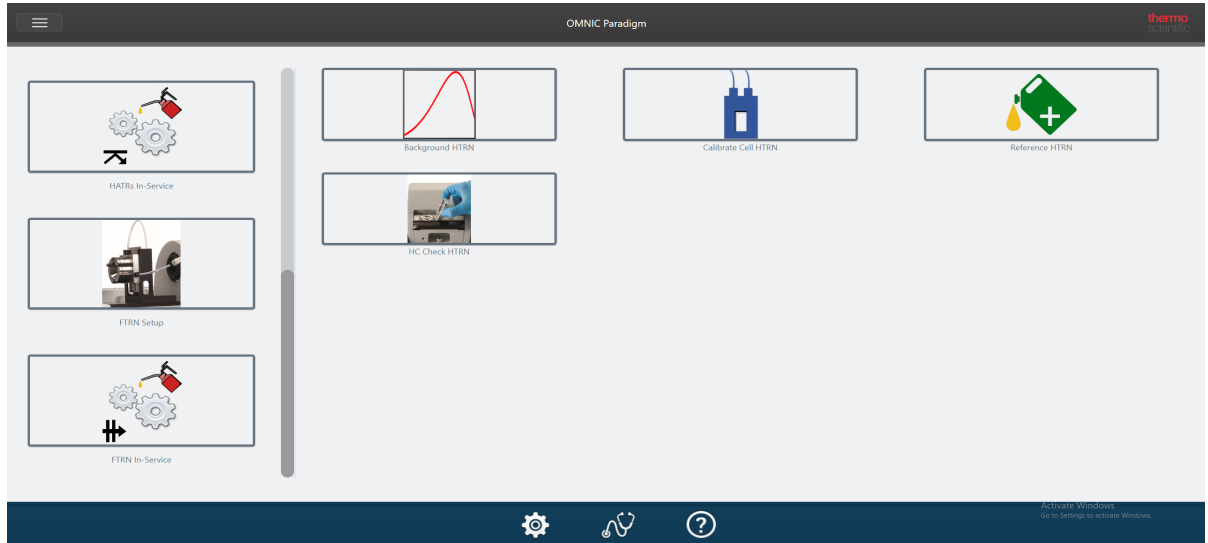 OMNIC Paradigm
thermo
scientific
HATRs In-Service
FTRN Setup
FTRN In-Service
Background HTRN
Calibrate Cell HTRN
Reference HTRN
HC Check HTRN
Activate Windows
Go to Settings to activate Windows.